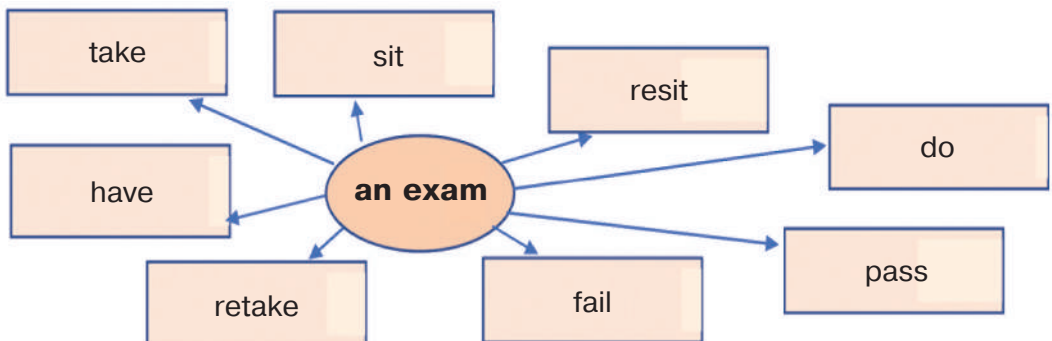 take
sit
resit
do
have
an exam
retake
fail
pass